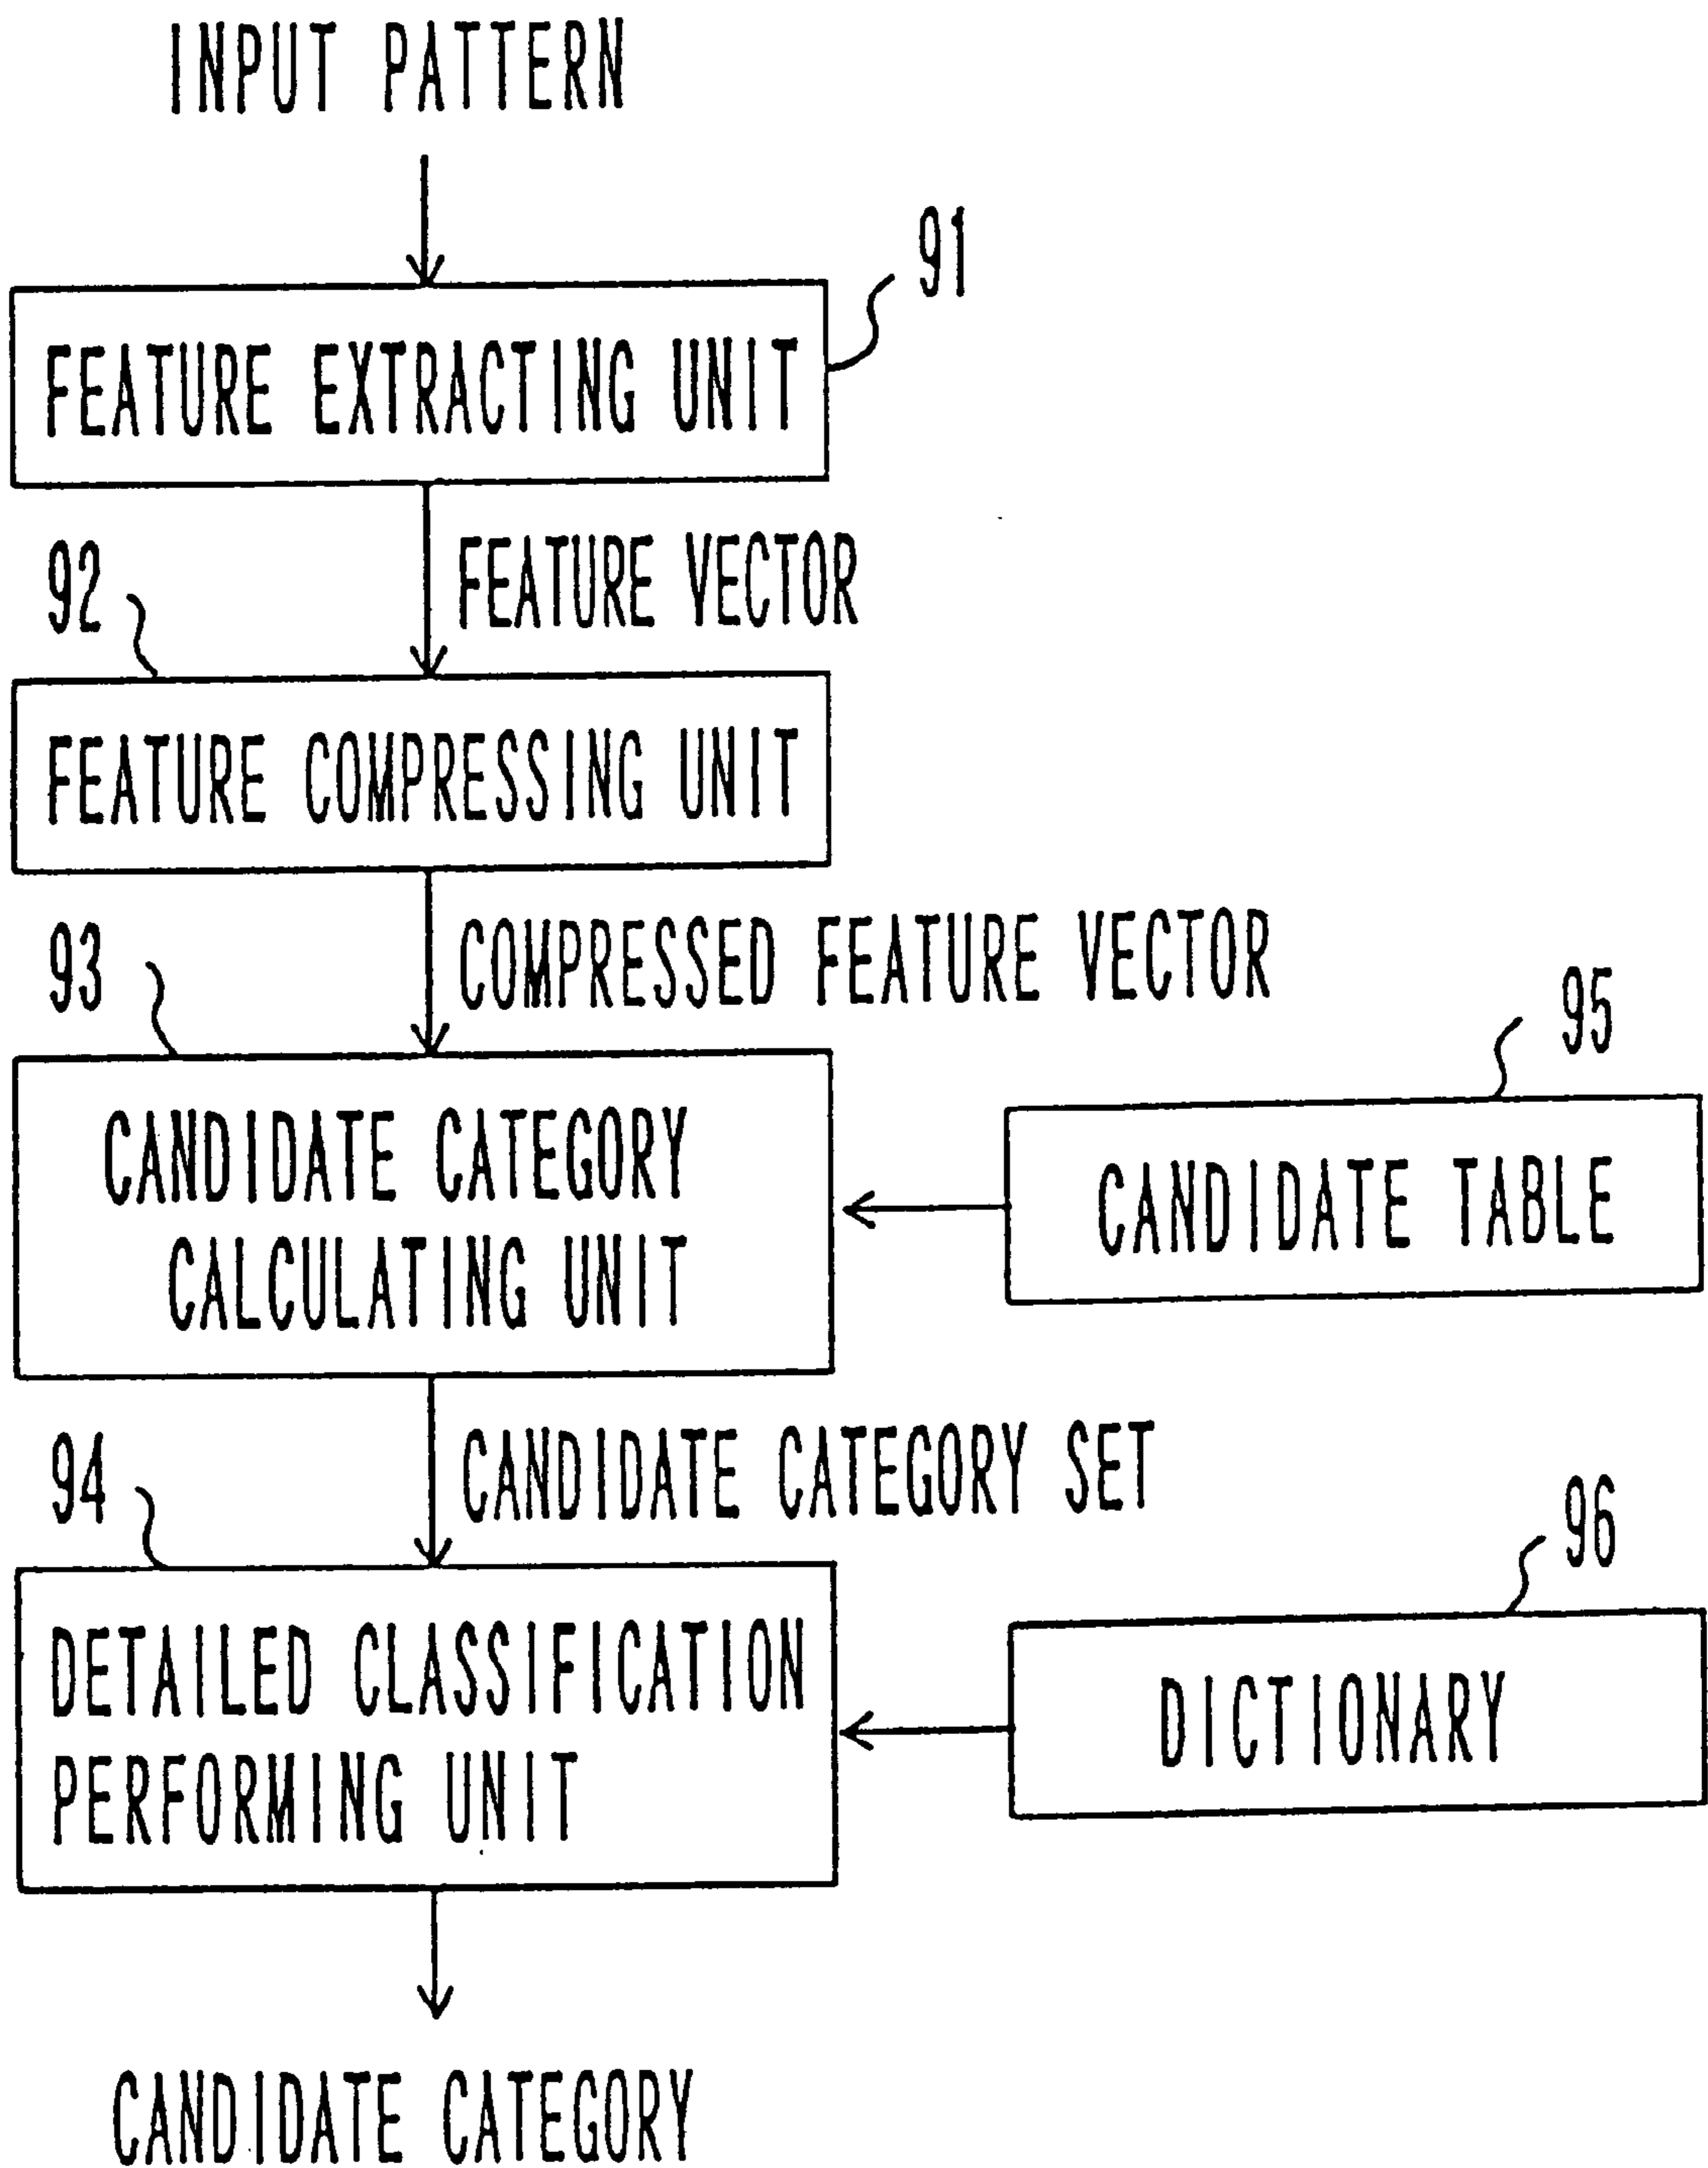 INPUT PATTERN
91
FEATURE EXTRACTING UNIT
92
FEATURE VECTOR
FEATURE COMPRESSING UNIT
93
COMPRESSED FEATURE VECTOR
95
CANDIDATE CATEGORY
CALCULATING UNIT
CANDIDATE TABLE
94
CANDIDATE CATEGORY SET
96
DETAILED CLASSIFICATION
PERFORMING UNIT
DICTIONARY
CANDIDATE CATEGORY